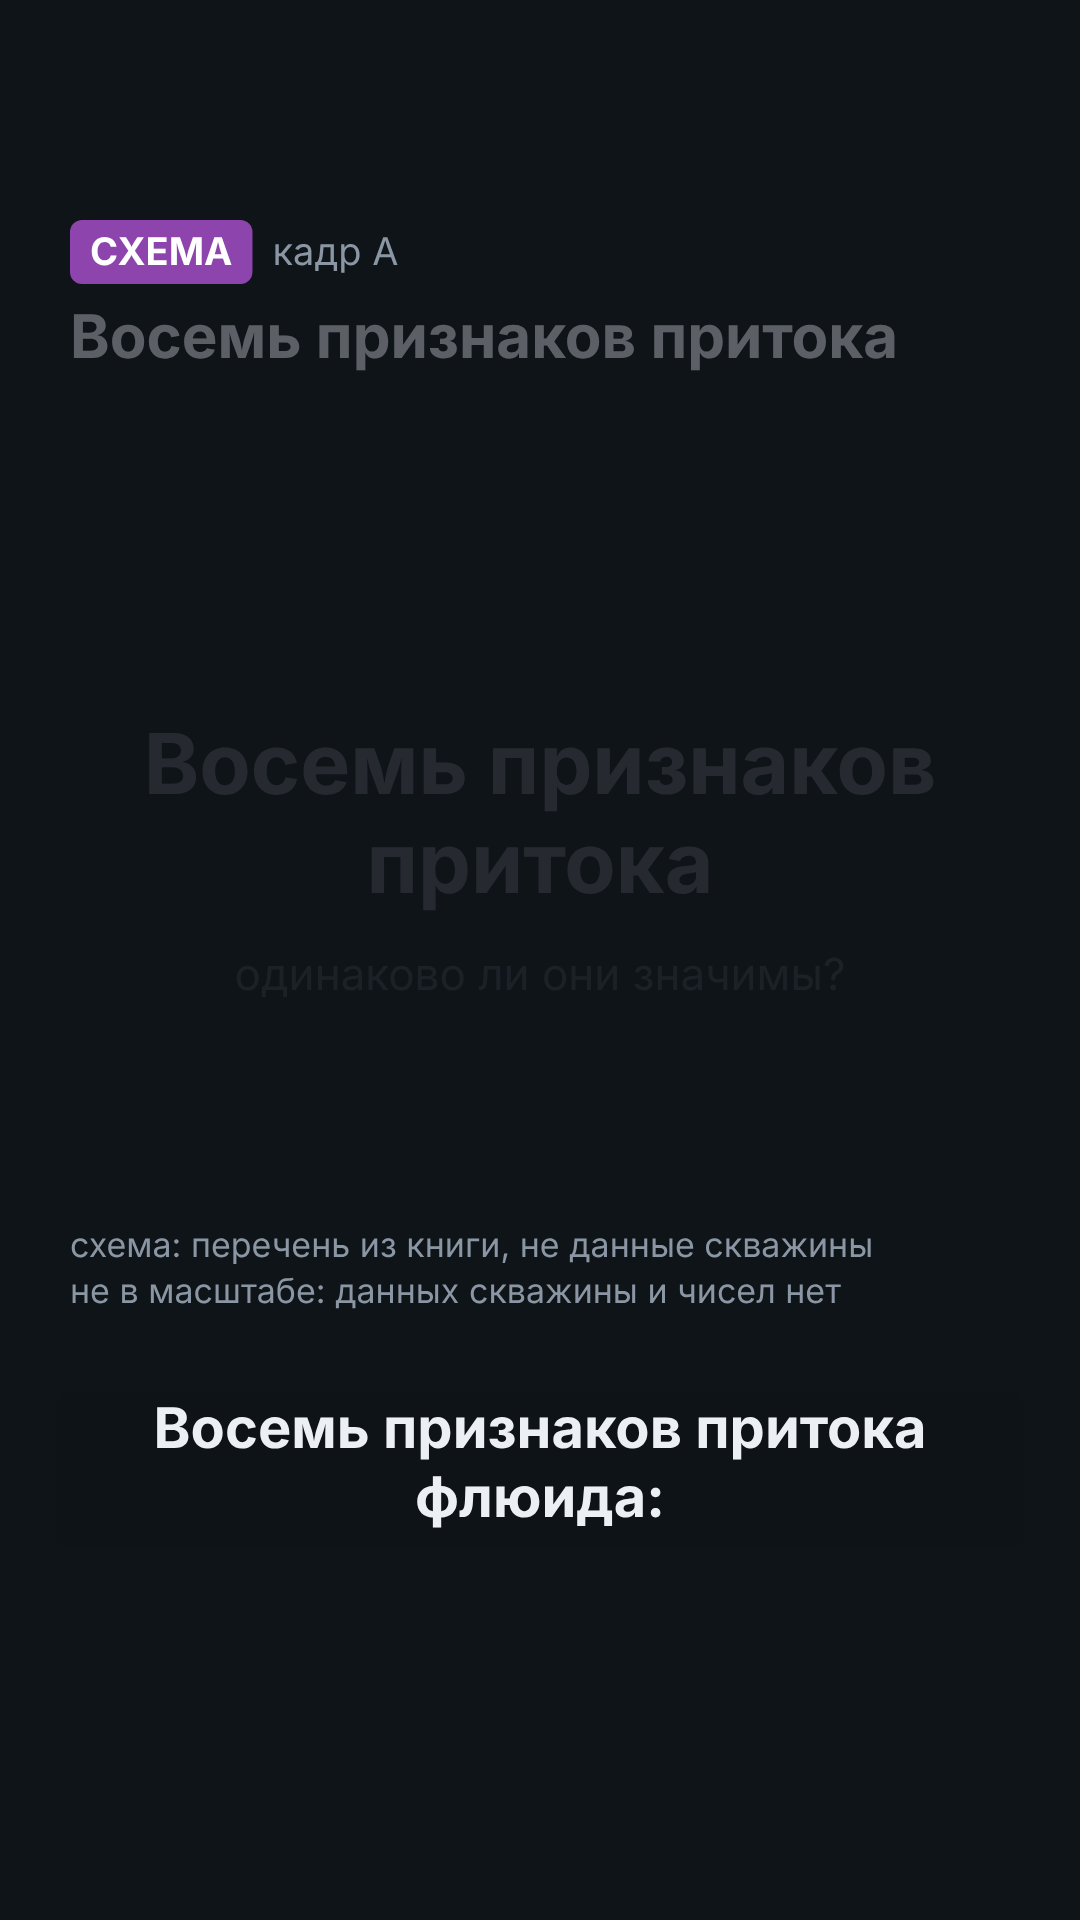 СХЕМА кадр А
Восемь признаков притока
Восемь признаков
притока
одинаково ли они значимы?
схема: перечень из книги, не данные скважины
не в масштабе: данных скважины и чисел нет
Восемь признаков притока
флюида: